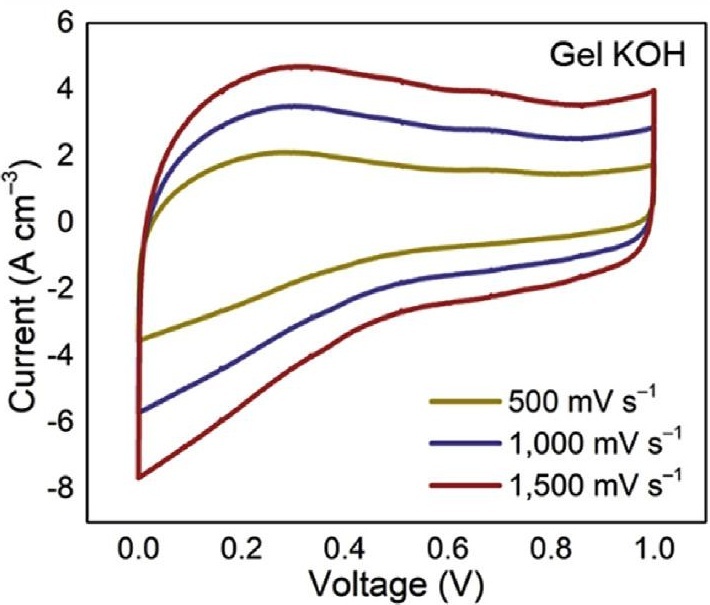 6
4
2
0
-2
-4
-6
-8
Current (A cm⁻³)
Gel KOH
500 mV s⁻¹
1,000 mV s⁻¹
1,500 mV s⁻¹
0.0 0.2 0.4 0.6 0.8 1.0
Voltage (V)